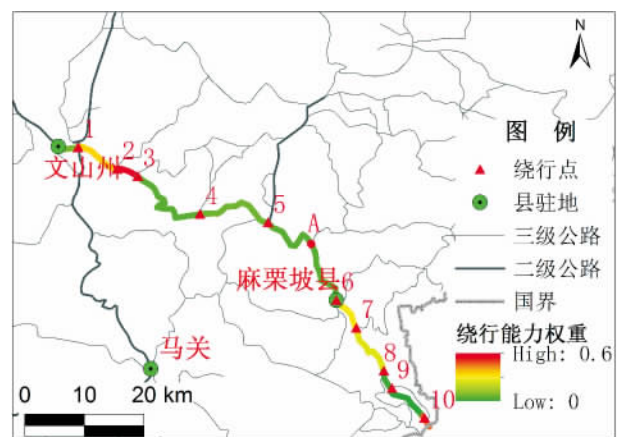 N
1
2
3
文山州
4
5
A
麻栗坡县
6
7
8
9
10
马关
0 10 20 km
图 例
绕行点
县驻地
三级公路
二级公路
国界
绕行能力权重
High: 0.6
Low: 0